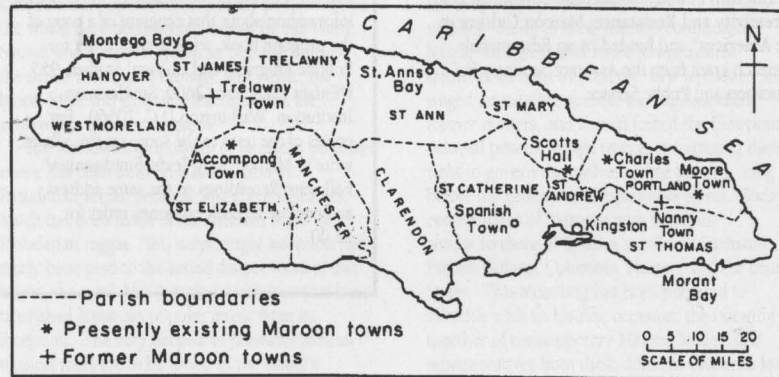 CARIBBEAN SEA
N
Montego Bay
HANOVER
ST JAMES
TRELAWNY
Trelawny
Town
St. Anns
Bay
ST ANN
ST MARY
WESTMORELAND
Accompong
Town
ST ELIZABETH
MANCHESTER
CLARENDON
ST CATHERINE
Spanish
Town
Scotts
Hall
ST
ANDREW
Kingston
Charles
Town
PORTLAND
Moore
Town
Nanny
Town
ST THOMAS
Morant
Bay
Parish boundaries
* Presently existing Maroon towns
+ Former Maroon towns
0 5 10 15 20
SCALE OF MILES